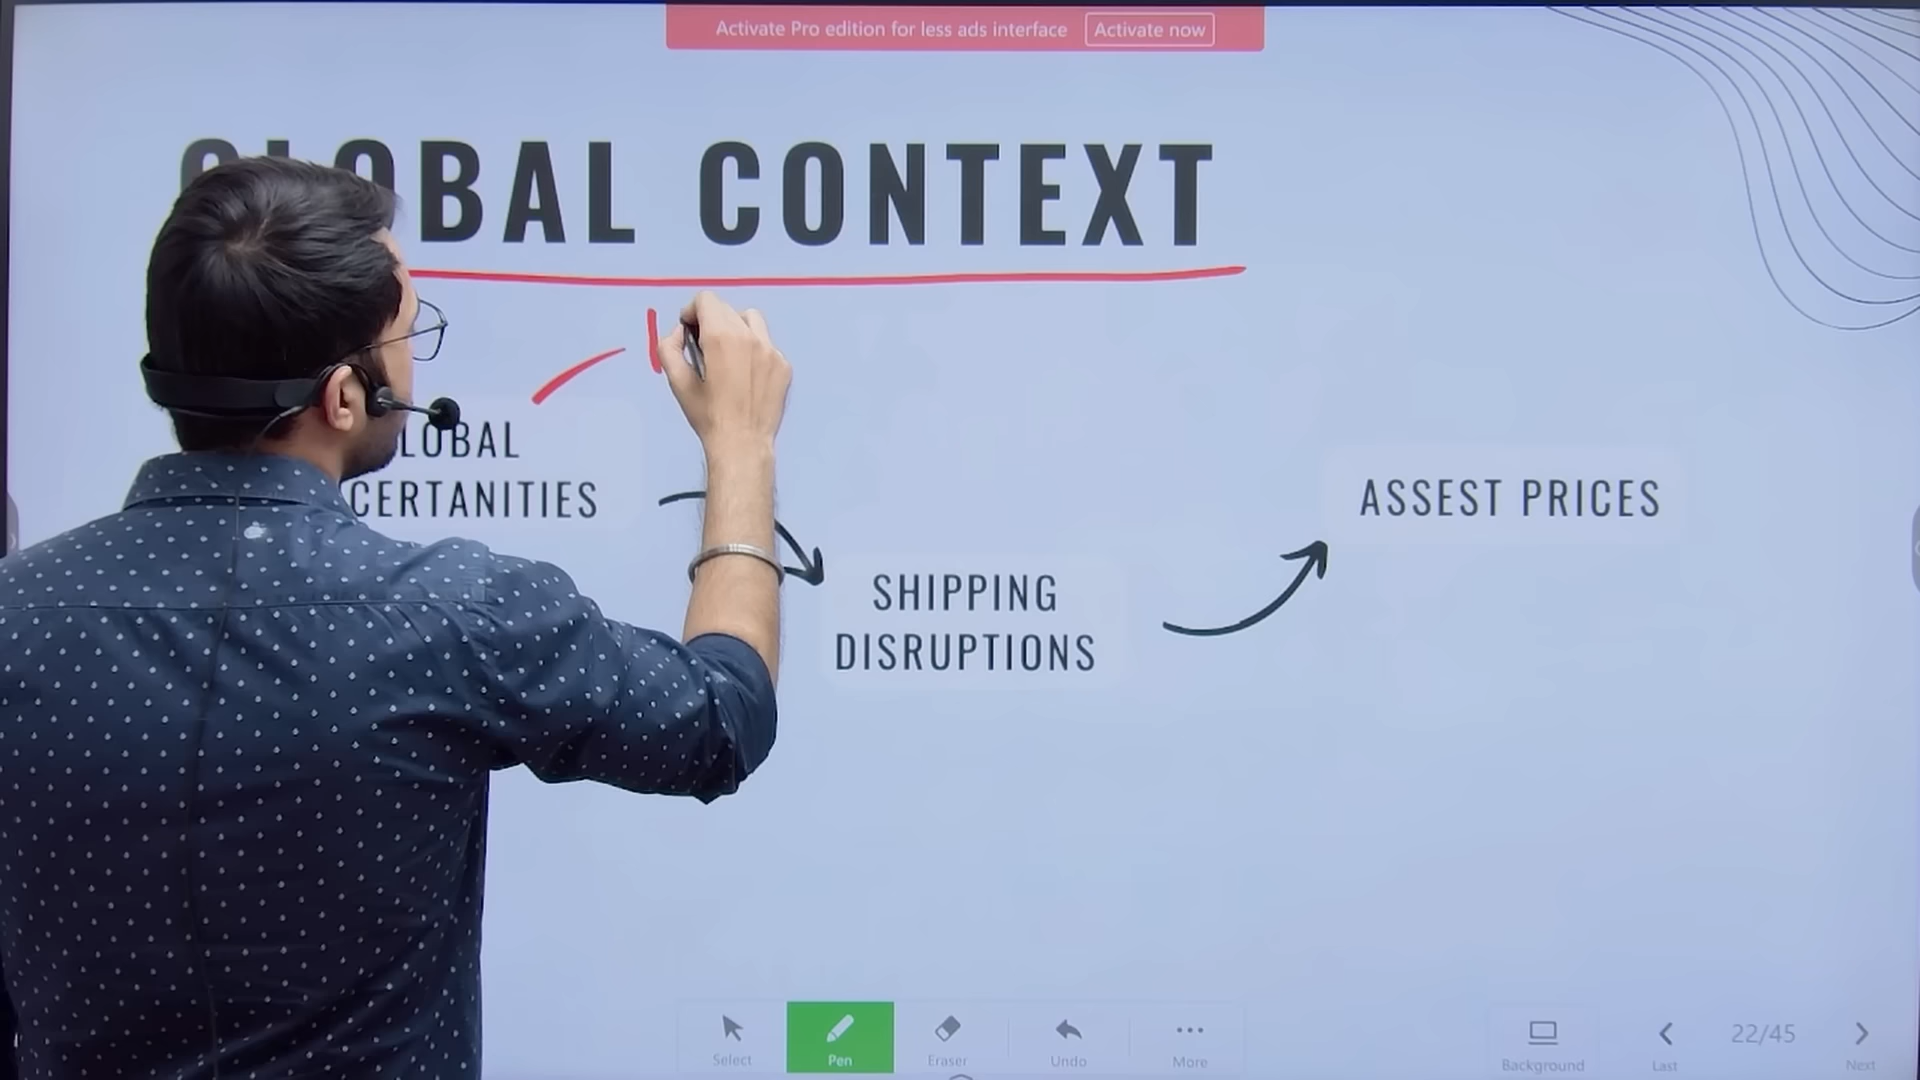 Activate Pro edition for less ads interface Activate now
GLOBAL CONTEXT
LOBAL
CERTANITIES
ASSEST PRICES
SHIPPING
DISRUPTIONS
Select Pen Eraser Undo More Background Last 22/45 Next